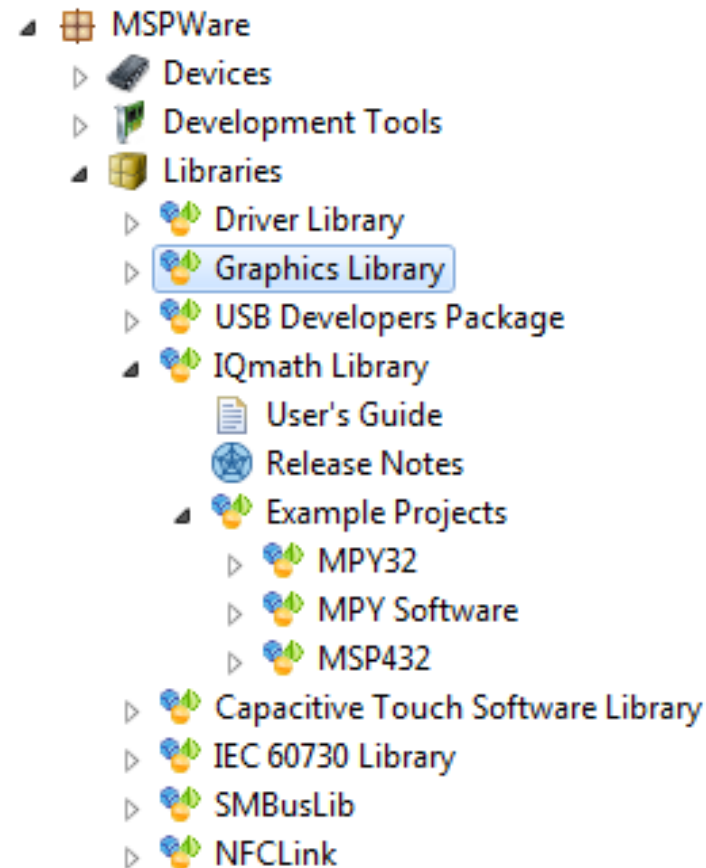 MSPWare
Devices
Development Tools
Libraries
Driver Library
Graphics Library
USB Developers Package
IQmath Library
User's Guide
Release Notes
Example Projects
MPY32
MPY Software
MSP432
Capacitive Touch Software Library
IEC 60730 Library
SMBusLib
NFCLink